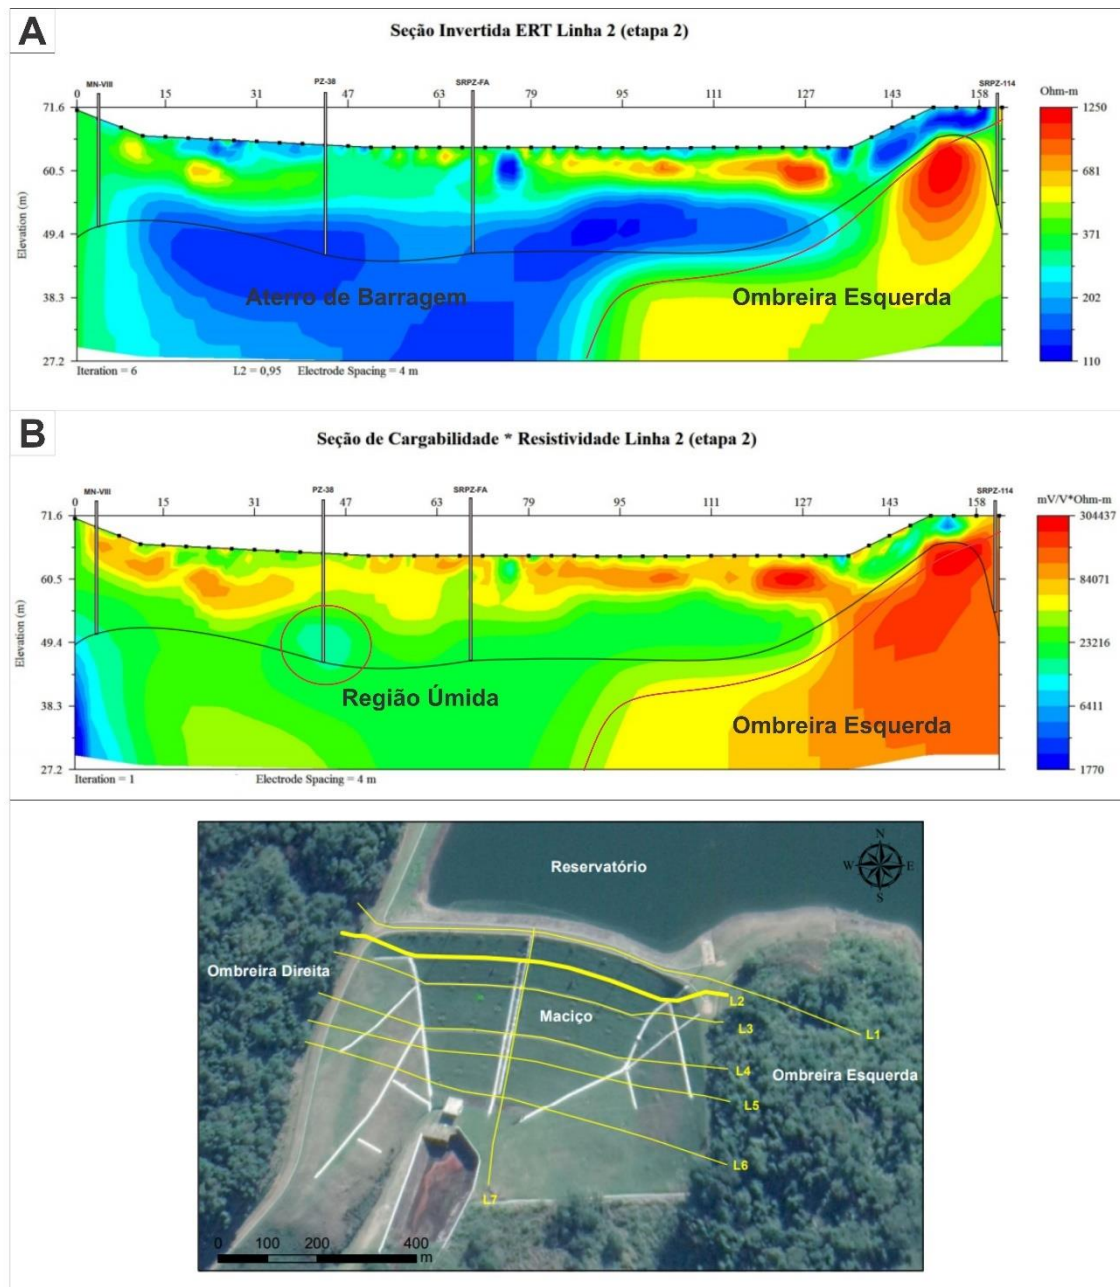 A
Seção Invertida ERT Linha 2 (etapa 2)
MN-VIII PZ-38 SRPZ-FA SRPZ-114
0 15 31 47 63 79 95 111 127 143 158
Ohm-m
71.6 1250
60.5 681
49.4 371
38.3 202
27.2 110
Elevation (m)
Aterro de Barragem
Ombreira Esquerda
Iteration = 6 L2 = 0,95 Electrode Spacing = 4 m
B
Seção de Cargabilidade * Resistividade Linha 2 (etapa 2)
MN-VIII PZ-38 SRPZ-FA SRPZ-114
0 15 31 47 63 79 95 111 127 143 158
mV/V*Ohm-m
71.6 304437
60.5 84071
49.4 23216
38.3 6411
27.2 1770
Elevation (m)
Região Úmida
Ombreira Esquerda
Iteration = 1 Electrode Spacing = 4 m
N
W E
S
Reservatório
Ombreira Direita
Maciço
L2
L3
L1
L4
Ombreira Esquerda
L5
L6
L7
0 100 200 400
m